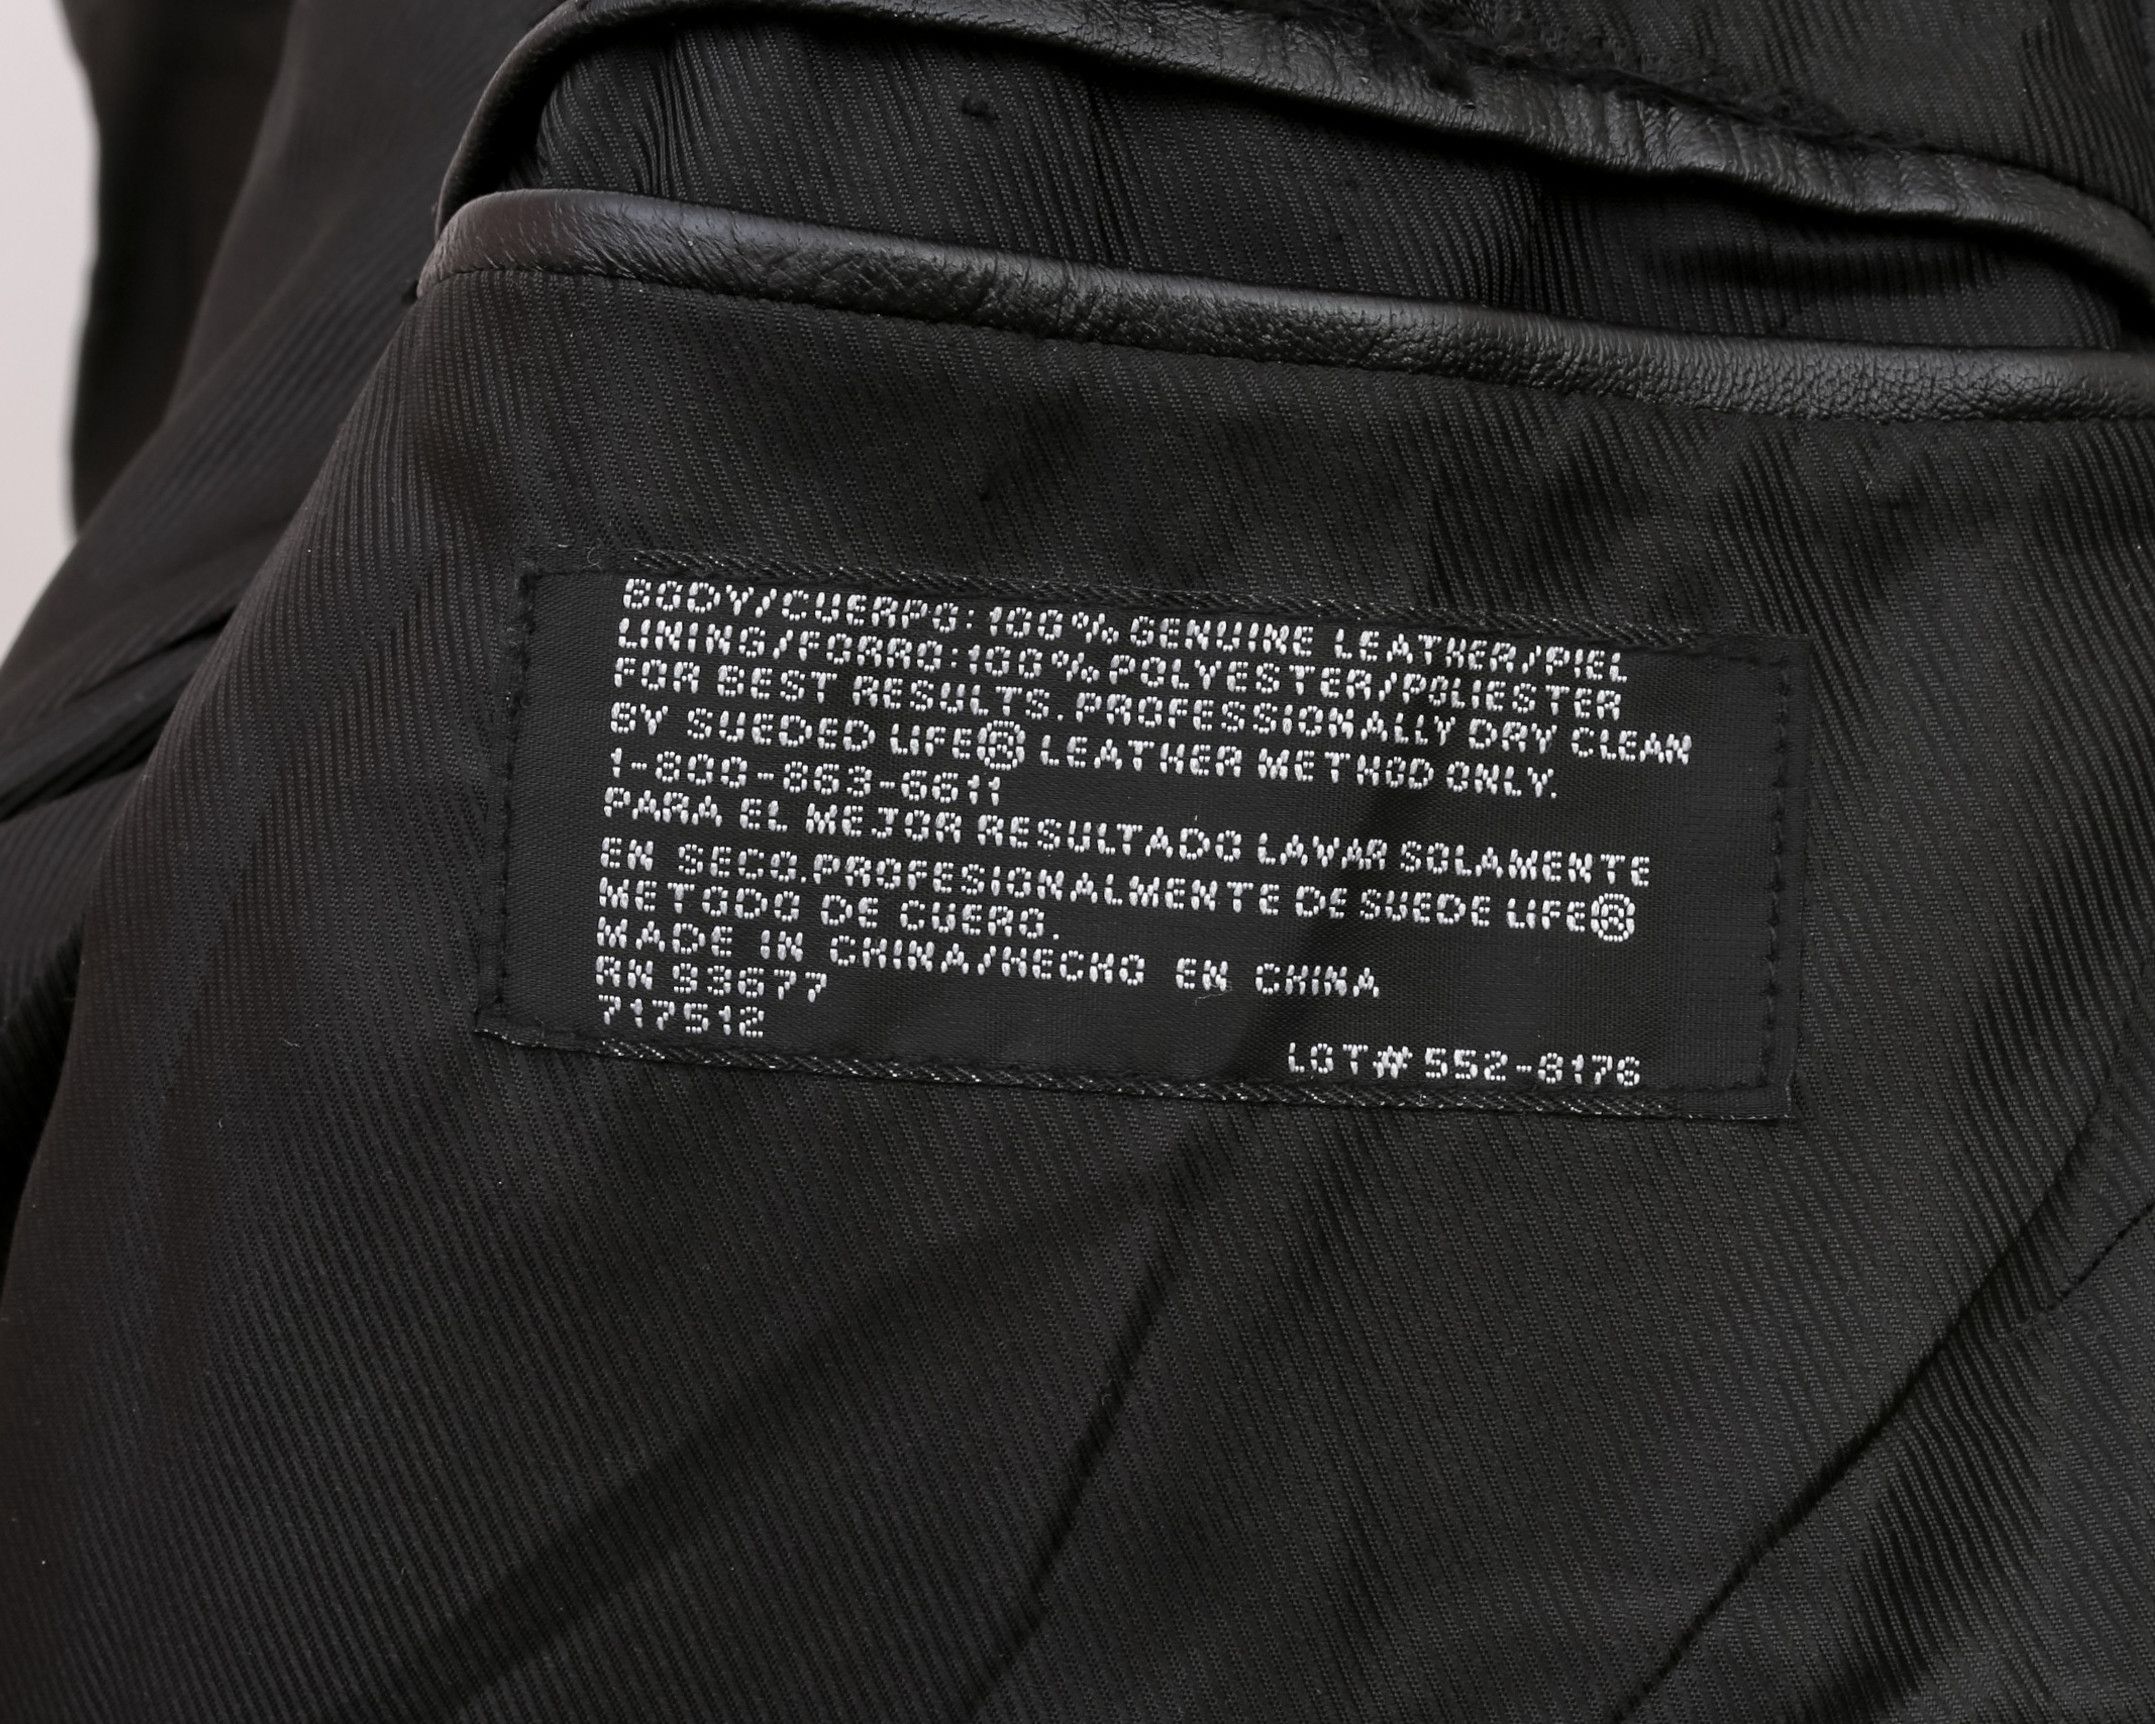 BODY/CUERPO: 100% GENUINE LEATHER/PIEL
LINING/FORRO:100% POLYESTER/POLIESTER
FOR BEST RESULTS. PROFESSIONALLY DRY CLEAN
BY SUEDED LIFE® LEATHER METHOD ONLY.
1-800-863-6611
PARA EL MEJOR RESULTADO LAVAR SOLAMENTE
EN SECO.PROFESIONALMENTE DE SUEDE LIFE®
METODO DE CUERO.
MADE IN CHINA/HECHO EN CHINA
RN 93677
717512
LOT# 552-8176